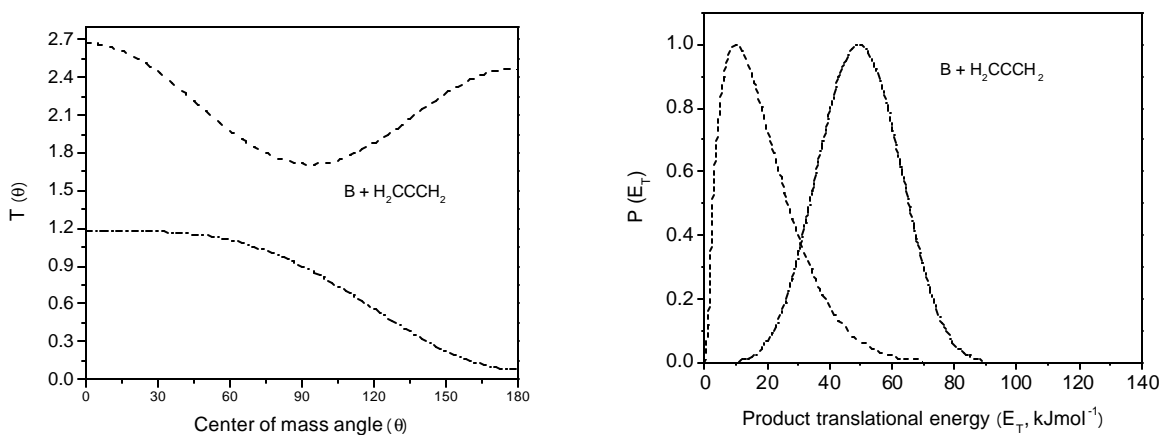 2.7
2.4
2.1
1.8
1.5
1.2
0.9
0.6
0.3
0.0
T (θ)
B + H₂CCCH₂
0 30 60 90 120 150 180
Center of mass angle (θ)
1.0
0.8
0.6
0.4
0.2
0.0
P (E_T)
B + H₂CCCH₂
0 20 40 60 80 100 120 140
Product translational energy (E_T, kJmol⁻¹)